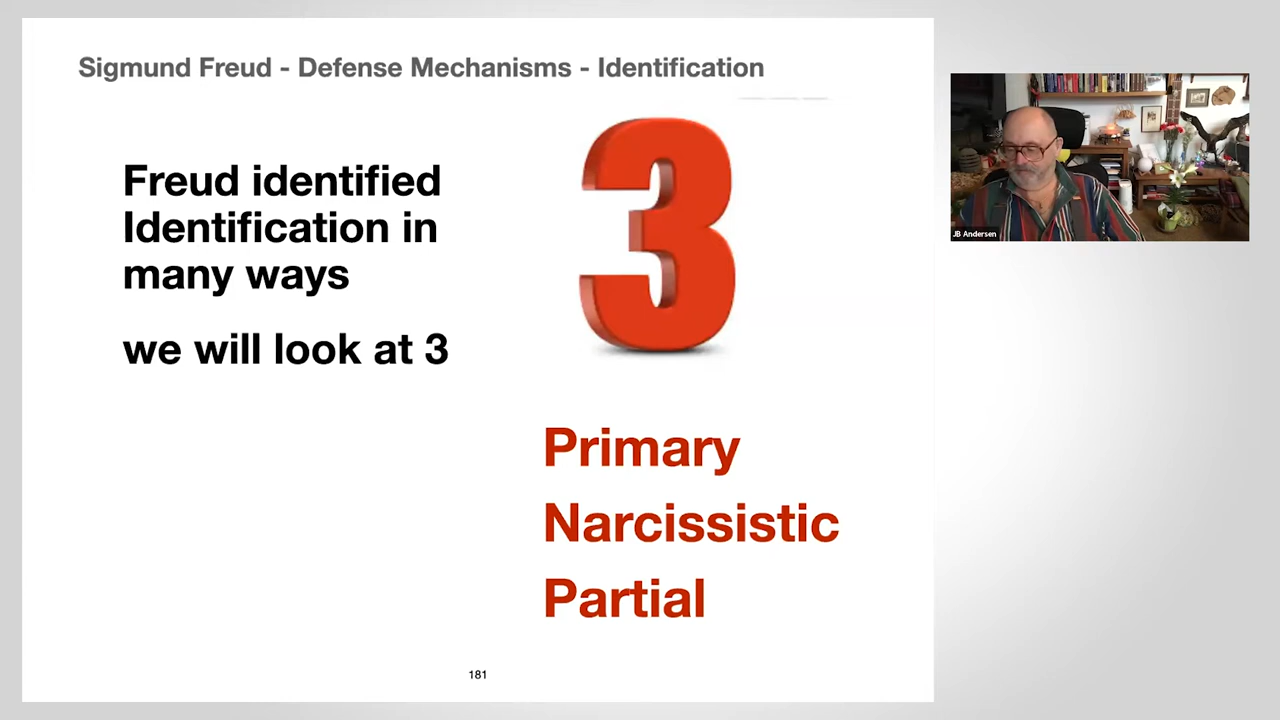 Sigmund Freud - Defense Mechanisms - Identification
Freud identified
Identification in
many ways
we will look at 3
3
Primary
Narcissistic
Partial
181
JB Andersen